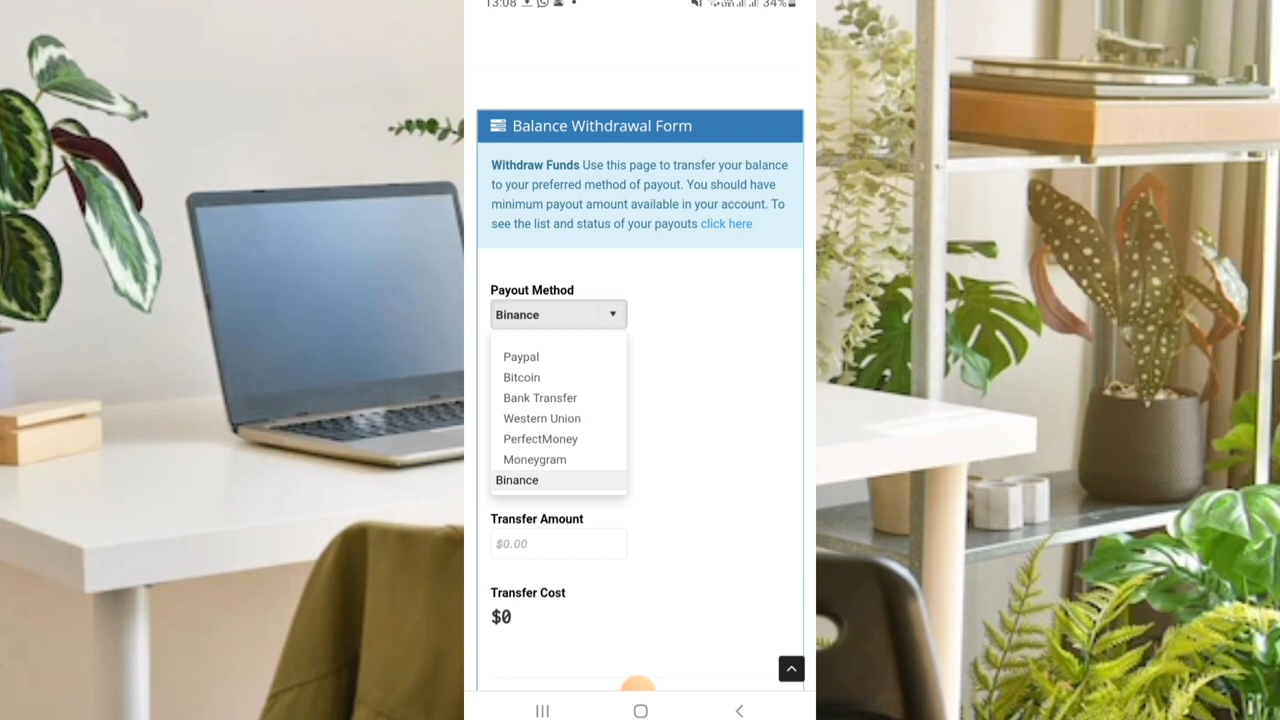 13:08
34%
Balance Withdrawal Form
Withdraw Funds Use this page to transfer your balance
to your preferred method of payout. You should have
minimum payout amount available in your account. To
see the list and status of your payouts click here
Payout Method
Binance
Paypal
Bitcoin
Bank Transfer
Western Union
PerfectMoney
Moneygram
Binance
Transfer Amount
$0.00
Transfer Cost
$0